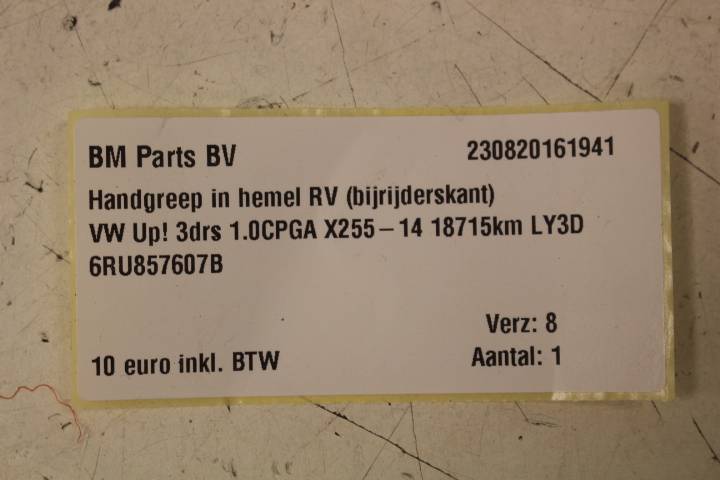 BM Parts BV 230820161941
Handgreep in hemel RV (bijrijderskant)
VW Up! 3drs 1.0CPGA X255-14 18715km LY3D
6RU857607B
Verz: 8
10 euro inkl. BTW Aantal: 1